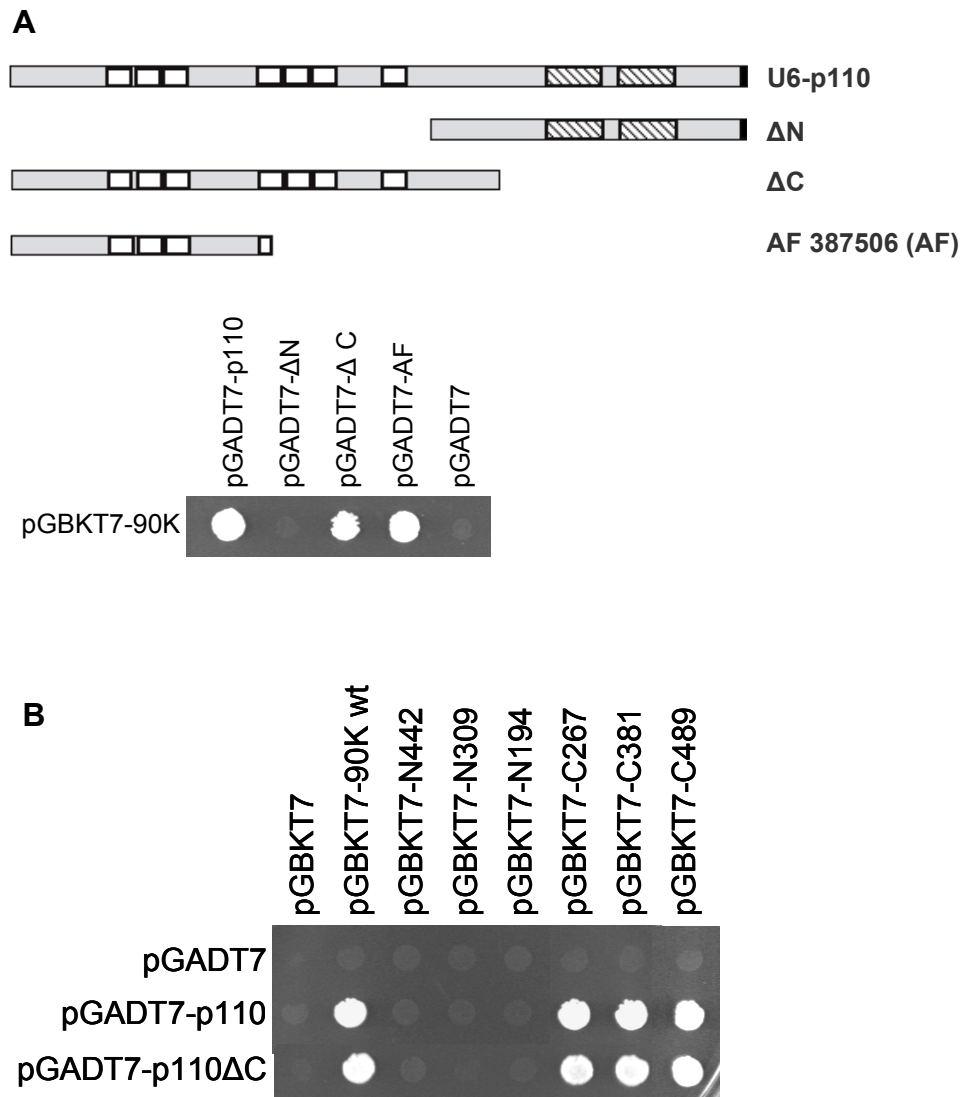 A
U6-p110
ΔN
ΔC
AF 387506 (AF)
pGADT7-p110
pGADT7-ΔN
pGADT7-Δ C
pGADT7-AF
pGADT7
pGBKT7-90K
B
pGBKT7
pGBKT7-90K wt
pGBKT7-N442
pGBKT7-N309
pGBKT7-N194
pGBKT7-C267
pGBKT7-C381
pGBKT7-C489
pGADT7
pGADT7-p110
pGADT7-p110ΔC